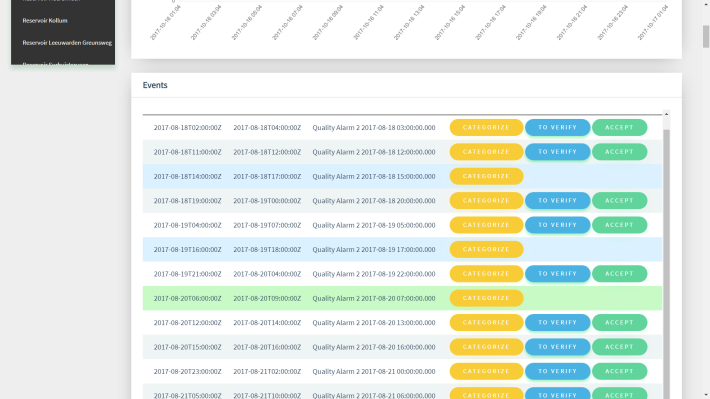 Reservoir Kollum
Reservoir Leeuwarden Greunsweg
2017-10-16 01:04
2017-10-16 03:04
2017-10-16 05:04
2017-10-16 07:04
2017-10-16 09:04
2017-10-16 11:04
2017-10-16 13:04
2017-10-16 15:04
2017-10-16 17:04
2017-10-16 19:04
2017-10-16 21:04
2017-10-16 23:04
2017-10-17 01:04
Events
2017-08-18T02:00:00Z 2017-08-18T04:00:00Z Quality Alarm 2 2017-08-18 03:00:00.000 CATEGORIZE TO VERIFY ACCEPT
2017-08-18T11:00:00Z 2017-08-18T12:00:00Z Quality Alarm 2 2017-08-18 12:00:00.000 CATEGORIZE TO VERIFY ACCEPT
2017-08-18T14:00:00Z 2017-08-18T17:00:00Z Quality Alarm 2 2017-08-18 15:00:00.000 CATEGORIZE
2017-08-18T19:00:00Z 2017-08-19T00:00:00Z Quality Alarm 2 2017-08-18 20:00:00.000 CATEGORIZE TO VERIFY ACCEPT
2017-08-19T04:00:00Z 2017-08-19T07:00:00Z Quality Alarm 2 2017-08-19 05:00:00.000 CATEGORIZE TO VERIFY ACCEPT
2017-08-19T16:00:00Z 2017-08-19T18:00:00Z Quality Alarm 2 2017-08-19 17:00:00.000 CATEGORIZE
2017-08-19T21:00:00Z 2017-08-20T04:00:00Z Quality Alarm 2 2017-08-19 22:00:00.000 CATEGORIZE TO VERIFY ACCEPT
2017-08-20T06:00:00Z 2017-08-20T09:00:00Z Quality Alarm 2 2017-08-20 07:00:00.000 CATEGORIZE
2017-08-20T12:00:00Z 2017-08-20T14:00:00Z Quality Alarm 2 2017-08-20 13:00:00.000 CATEGORIZE TO VERIFY ACCEPT
2017-08-20T15:00:00Z 2017-08-20T16:00:00Z Quality Alarm 2 2017-08-20 16:00:00.000 CATEGORIZE TO VERIFY ACCEPT
2017-08-20T23:00:00Z 2017-08-21T02:00:00Z Quality Alarm 2 2017-08-21 00:00:00.000 CATEGORIZE TO VERIFY ACCEPT
2017-08-21T05:00:00Z 2017-08-21T10:00:00Z Quality Alarm 2 2017-08-21 06:00:00.000 CATEGORIZE TO VERIFY ACCEPT